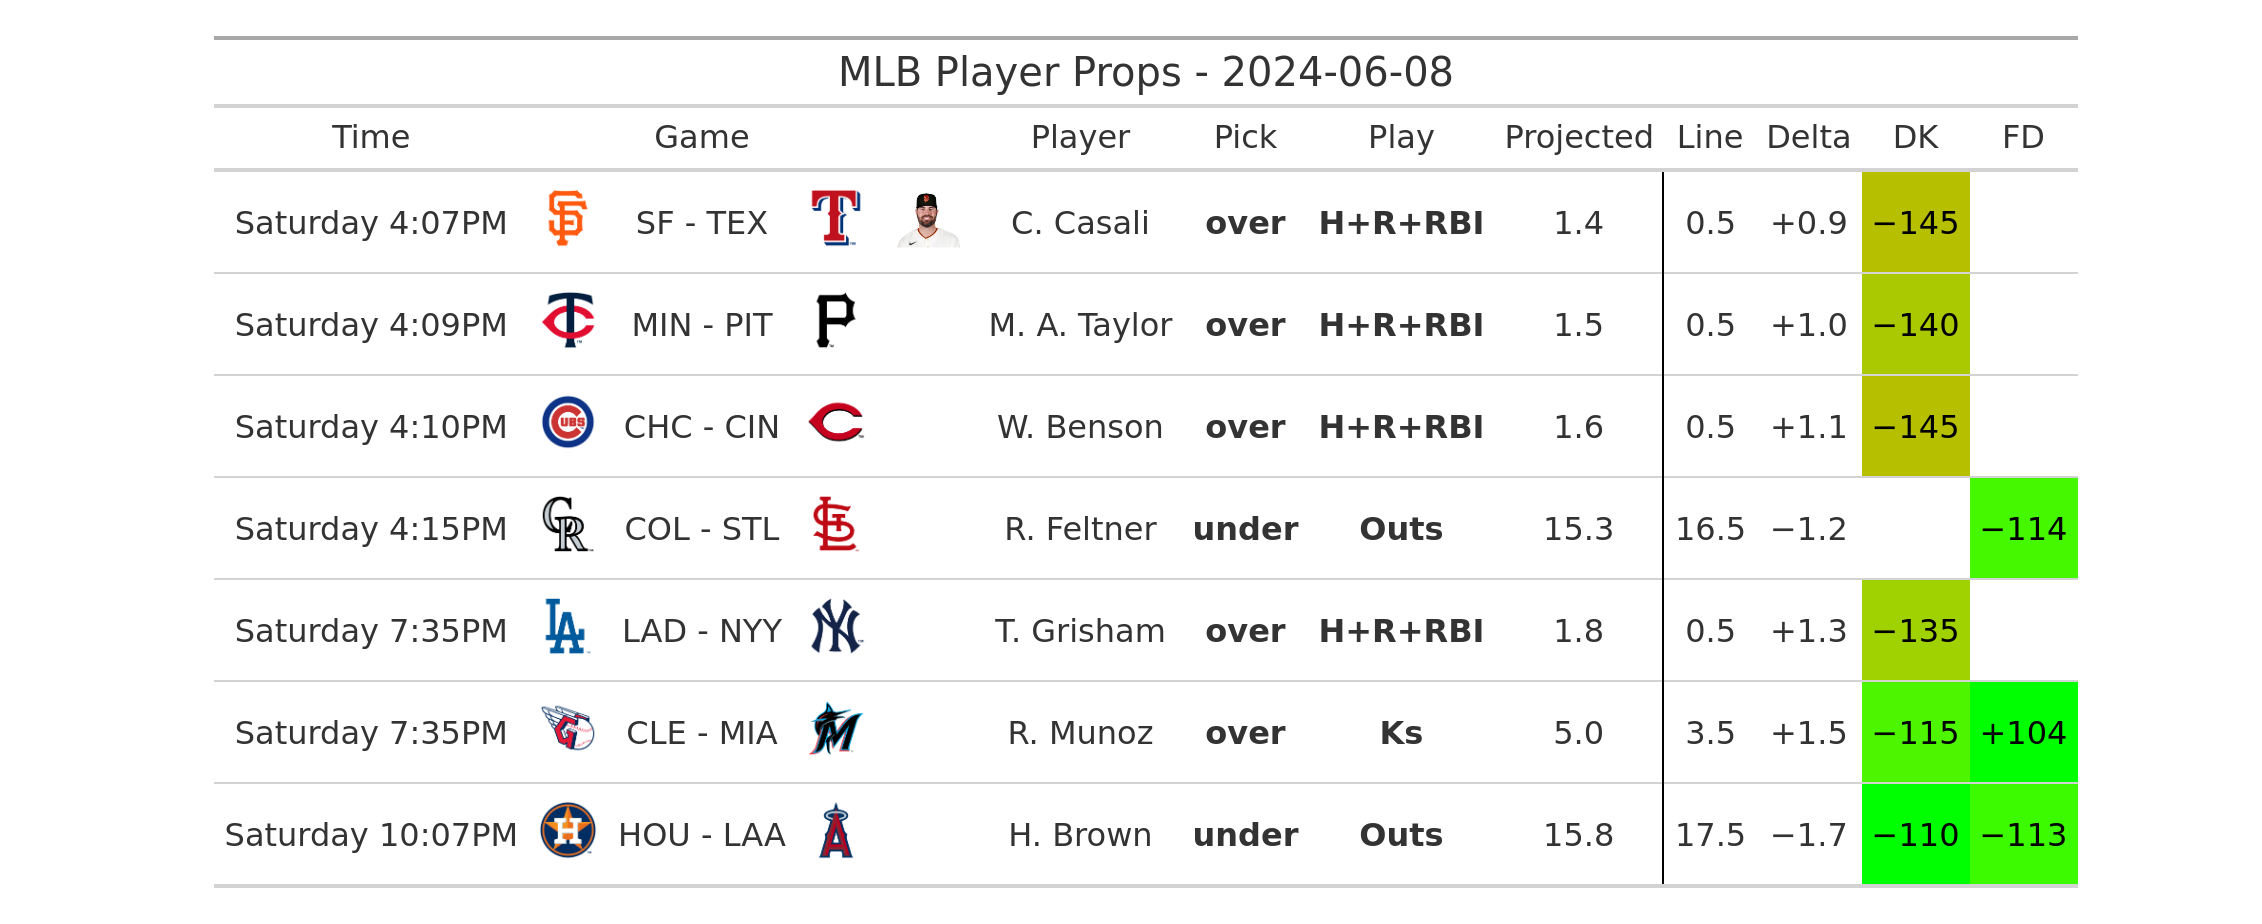 MLB Player Props - 2024-06-08
Time Game Player Pick Play Projected Line Delta DK FD
Saturday 4:07PM SF - TEX C. Casali over H+R+RBI 1.4 0.5 +0.9 −145
Saturday 4:09PM MIN - PIT M. A. Taylor over H+R+RBI 1.5 0.5 +1.0 −140
Saturday 4:10PM CHC - CIN W. Benson over H+R+RBI 1.6 0.5 +1.1 −145
Saturday 4:15PM COL - STL R. Feltner under Outs 15.3 16.5 −1.2 −114
Saturday 7:35PM LAD - NYY T. Grisham over H+R+RBI 1.8 0.5 +1.3 −135
Saturday 7:35PM CLE - MIA R. Munoz over Ks 5.0 3.5 +1.5 −115 +104
Saturday 10:07PM HOU - LAA H. Brown under Outs 15.8 17.5 −1.7 −110 −113